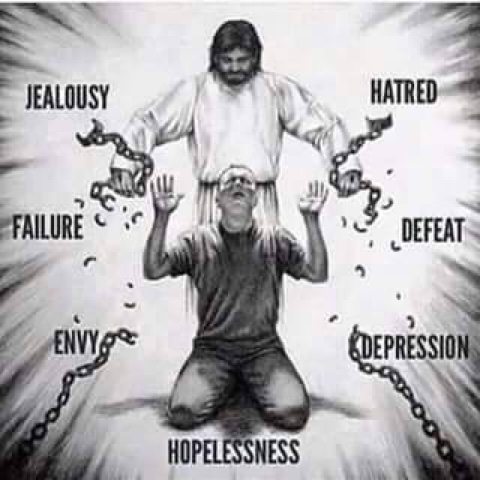 JEALOUSY
HATRED
FAILURE
DEFEAT
ENVY
DEPRESSION
HOPELESSNESS